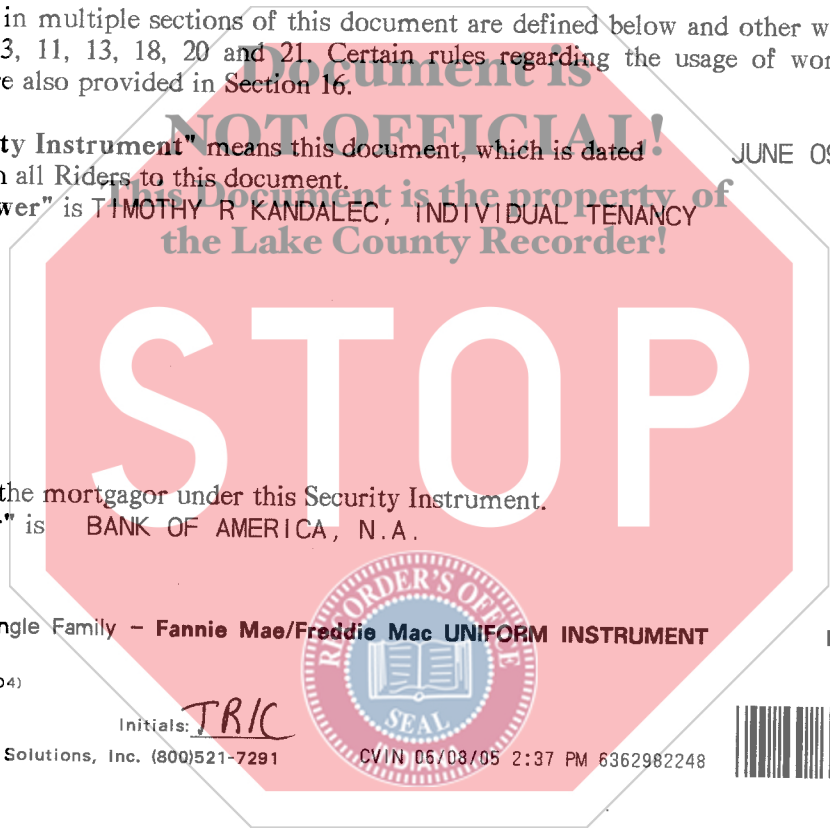 in multiple sections of this document are defined below and other w
3, 11, 13, 18, 20 and 21. Certain rules regarding the usage of wor
e also provided in Section 16.
Document is
NOT OFFICIAL!
This Document is the property of
the Lake County Recorder!
ty Instrument" means this document, which is dated JUNE 09
all Riders to this document.
wer" is TIMOTHY R KANDALEC, INDIVIDUAL TENANCY
STOP
the mortgagor under this Security Instrument.
" is BANK OF AMERICA, N.A.
RECORDER'S OFFICE
SEAL
INDIANA
ngle Family - Fannie Mae/Freddie Mac UNIFORM INSTRUMENT
04)
Initials: TRK
Solutions, Inc. (800)521-7291 CVIN 06/08/05 2:37 PM 6362982248